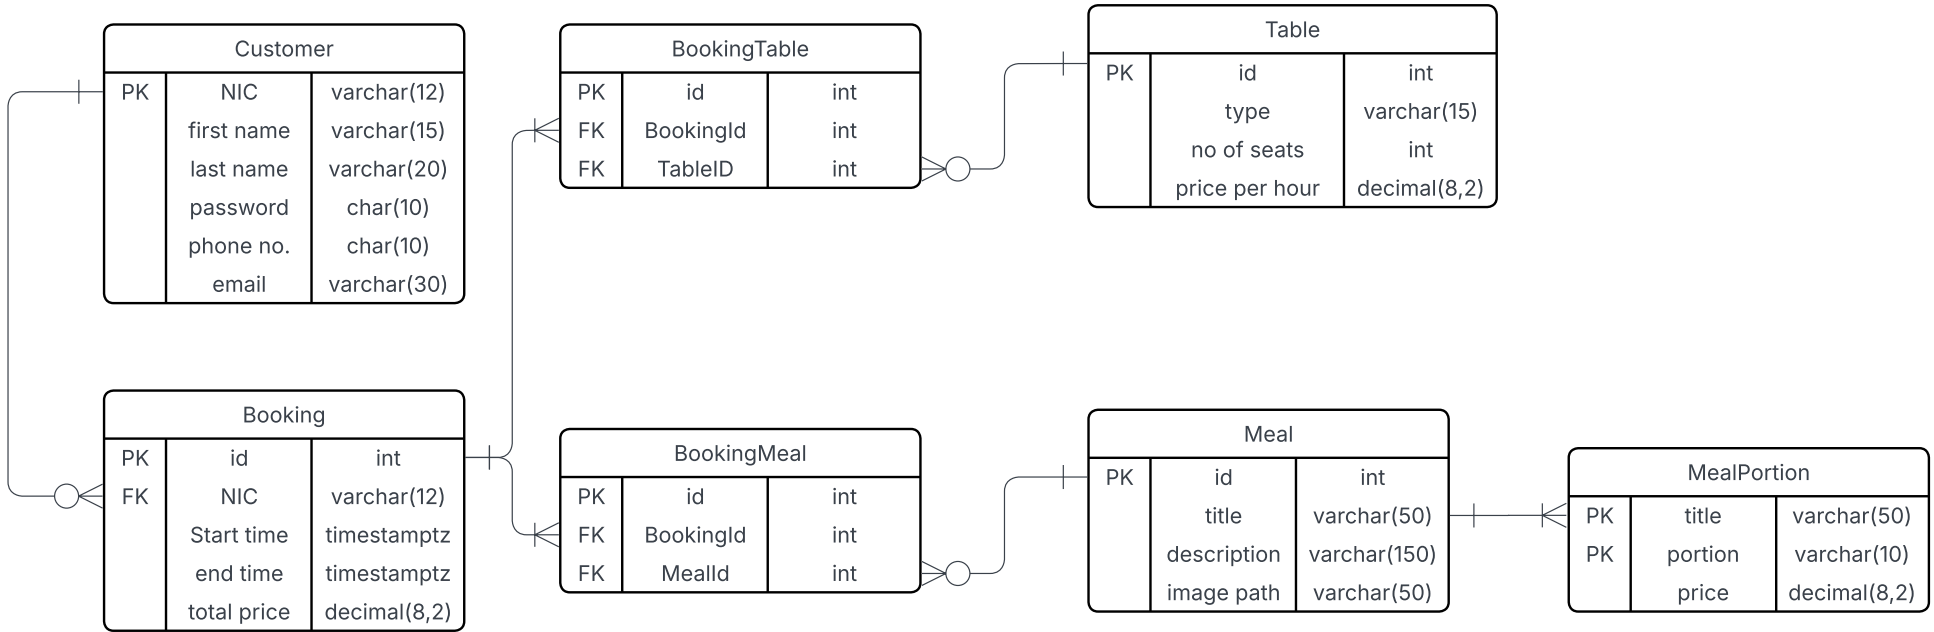 Customer
PK NIC varchar(12)
first name varchar(15)
last name varchar(20)
password char(10)
phone no. char(10)
email varchar(30)
BookingTable
PK id int
FK BookingId int
FK TableID int
Table
PK id int
type varchar(15)
no of seats int
price per hour decimal(8,2)
Booking
PK id int
FK NIC varchar(12)
Start time timestamptz
end time timestamptz
total price decimal(8,2)
BookingMeal
PK id int
FK BookingId int
FK MealId int
Meal
PK id int
title varchar(50)
description varchar(150)
image path varchar(50)
MealPortion
PK title varchar(50)
PK portion varchar(10)
price decimal(8,2)